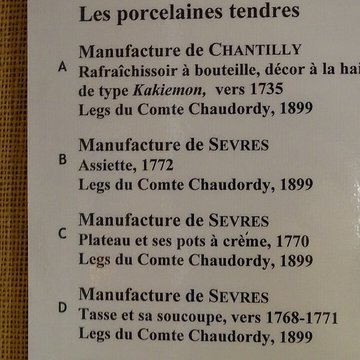 Les porcelaines tendres
A Manufacture de CHANTILLY
Rafraîchissoir à bouteille, décor à la
de type Kakiemon, vers 1735
Legs du Comte Chaudordy, 1899
B Manufacture de SEVRES
Assiette, 1772
Legs du Comte Chaudordy, 1899
C Manufacture de SEVRES
Plateau et ses pots à crème, 1770
Legs du Comte Chaudordy, 1899
D Manufacture de SEVRES
Tasse et sa soucoupe, vers 1768-1771
Legs du Comte Chaudordy, 1899